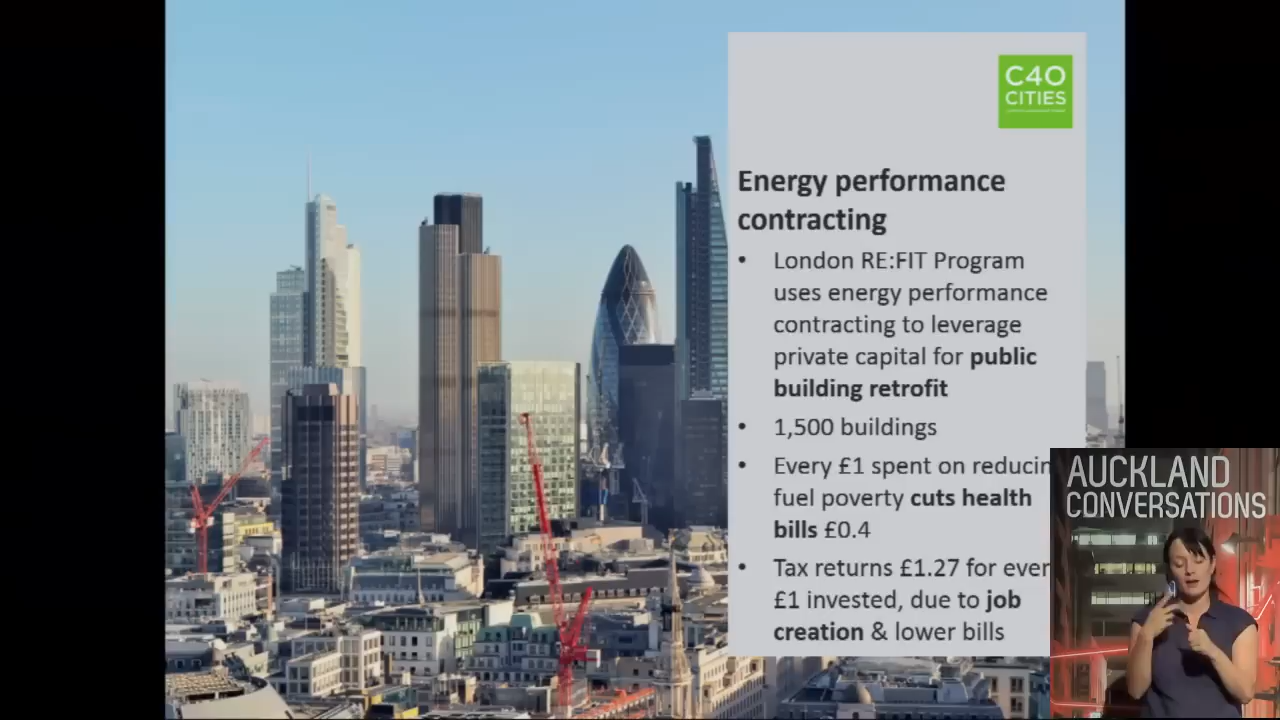 C40
CITIES
Energy performance
contracting
• London RE:FIT Program
uses energy performance
contracting to leverage
private capital for public
building retrofit
• 1,500 buildings
• Every £1 spent on reducin
fuel poverty cuts health
bills £0.4
• Tax returns £1.27 for ever
£1 invested, due to job
creation & lower bills
AUCKLAND
CONVERSATIONS